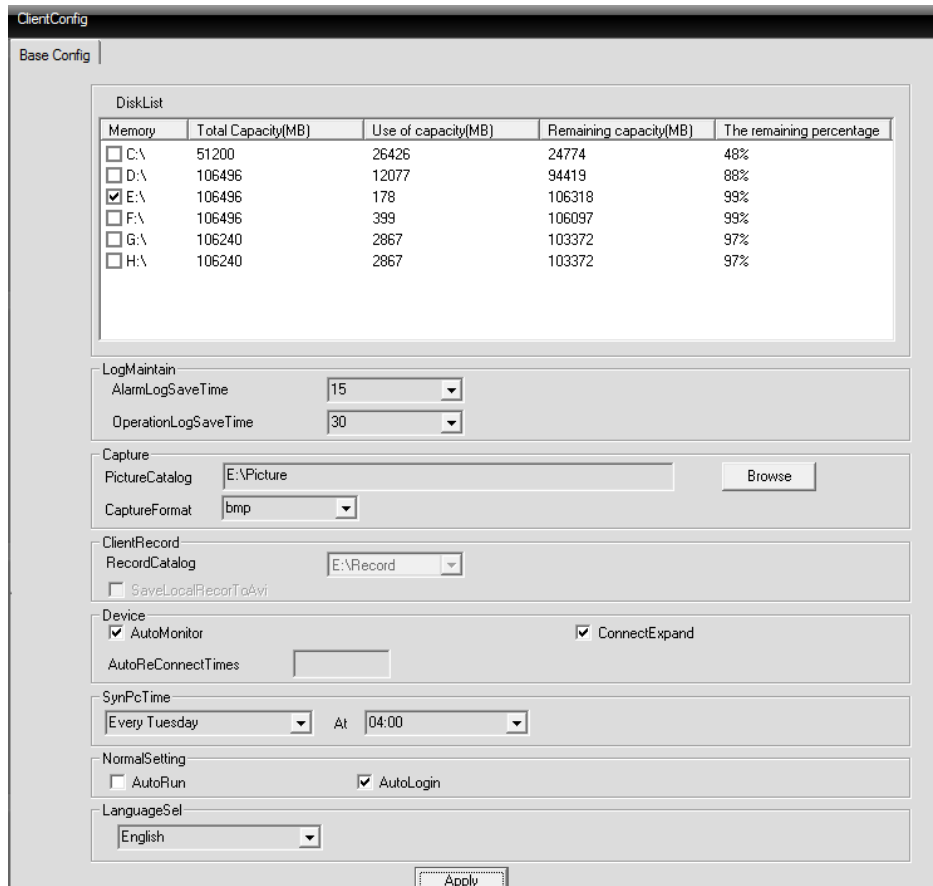 ClientConfig
Base Config
DiskList
Memory Total Capacity(MB) Use of capacity(MB) Remaining capacity(MB) The remaining percentage
C:\ 51200 26426 24774 48%
D:\ 106496 12077 94419 88%
E:\ 106496 178 106318 99%
F:\ 106496 399 106097 99%
G:\ 106240 2867 103372 97%
H:\ 106240 2867 103372 97%
LogMaintain
AlarmLogSaveTime 15
OperationLogSaveTime 30
Capture
PictureCatalog E:\Picture Browse
CaptureFormat bmp
ClientRecord
RecordCatalog E:\Record
SaveLocalRecorToAvi
Device
AutoMonitor ConnectExpand
AutoReConnectTimes
SynPcTime
Every Tuesday At 04:00
NormalSetting
AutoRun AutoLogin
LanguageSel
English
Apply